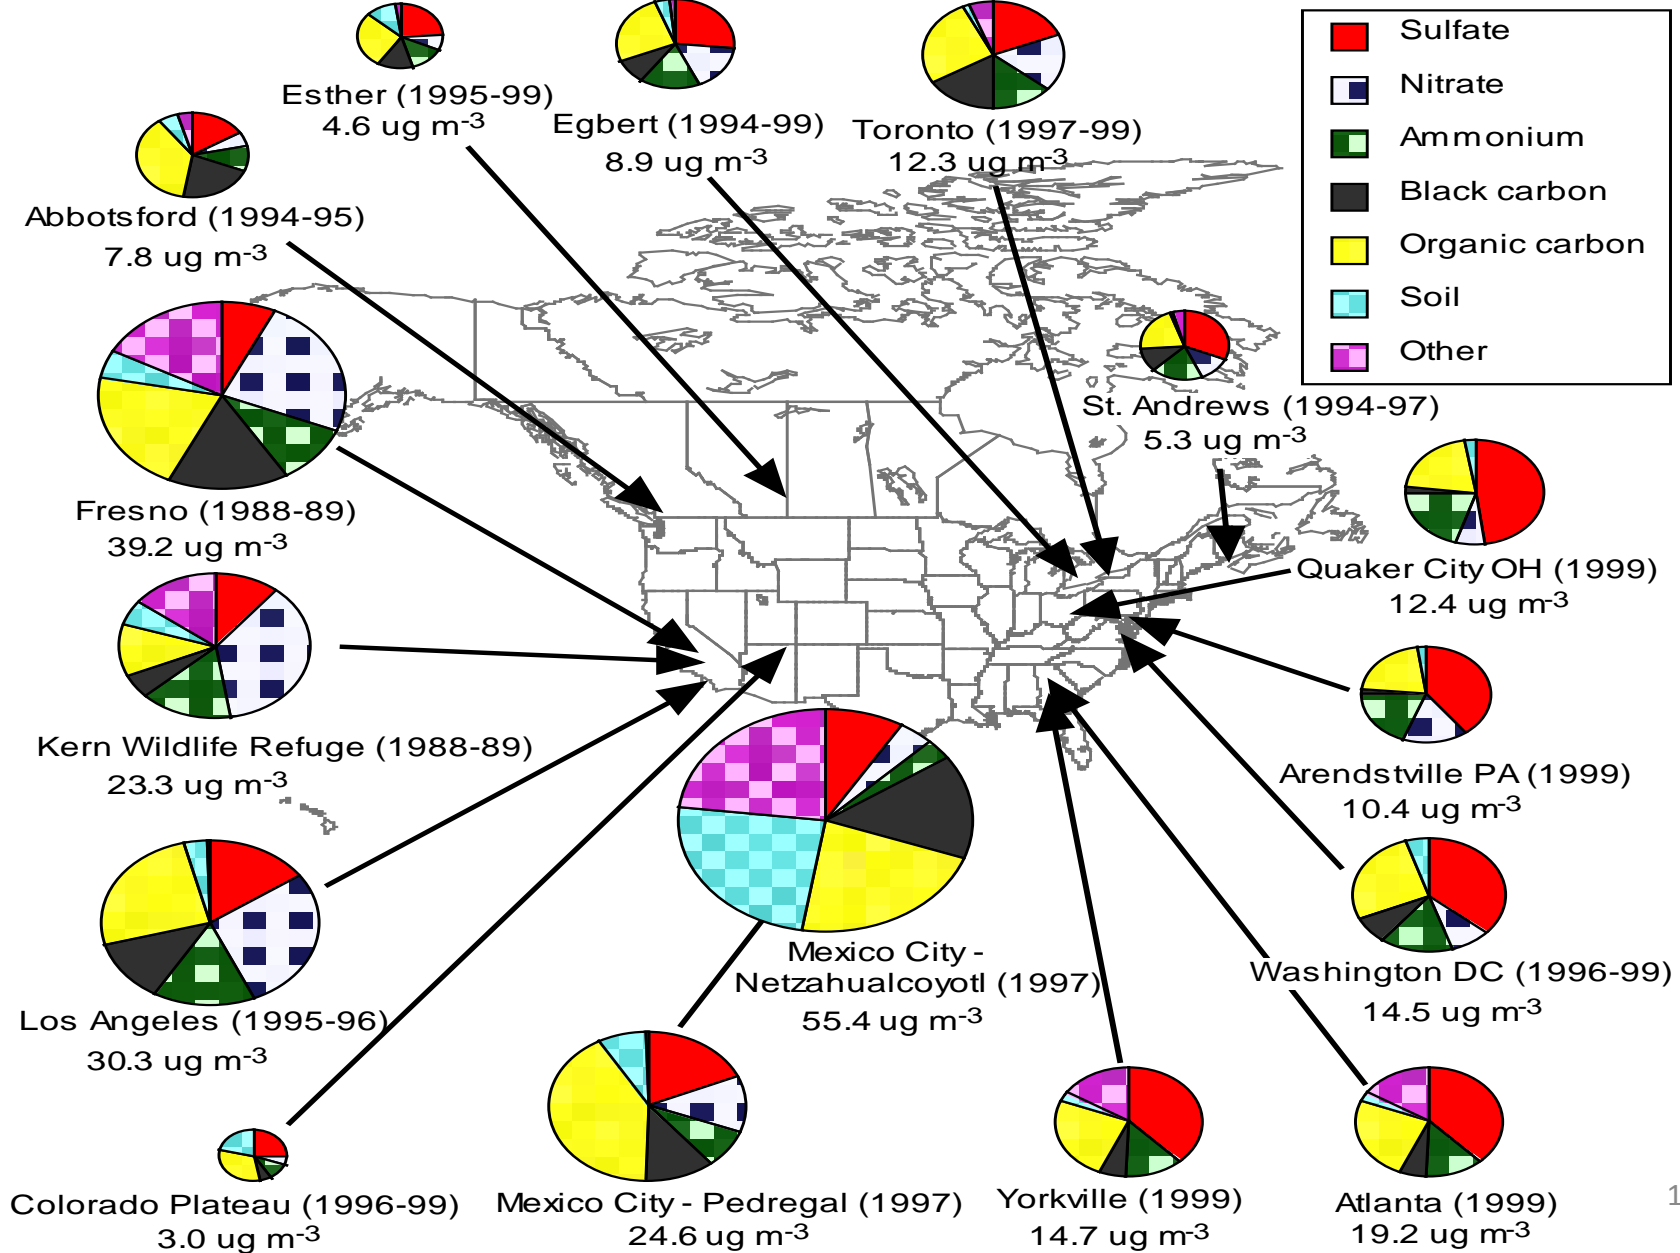 Sulfate
Nitrate
Ammonium
Black carbon
Organic carbon
Soil
Other
Esther (1995-99)
4.6 ug m-3
Egbert (1994-99)
8.9 ug m-3
Toronto (1997-99)
12.3 ug m-3
Abbotsford (1994-95)
7.8 ug m-3
St. Andrews (1994-97)
5.3 ug m-3
Fresno (1988-89)
39.2 ug m-3
Quaker City OH (1999)
12.4 ug m-3
Kern Wildlife Refuge (1988-89)
23.3 ug m-3
Arendstville PA (1999)
10.4 ug m-3
Mexico City -
Netzahualcoyotl (1997)
55.4 ug m-3
Washington DC (1996-99)
14.5 ug m-3
Los Angeles (1995-96)
30.3 ug m-3
Colorado Plateau (1996-99)
3.0 ug m-3
Mexico City - Pedregal (1997)
24.6 ug m-3
Yorkville (1999)
14.7 ug m-3
Atlanta (1999)
19.2 ug m-3
1